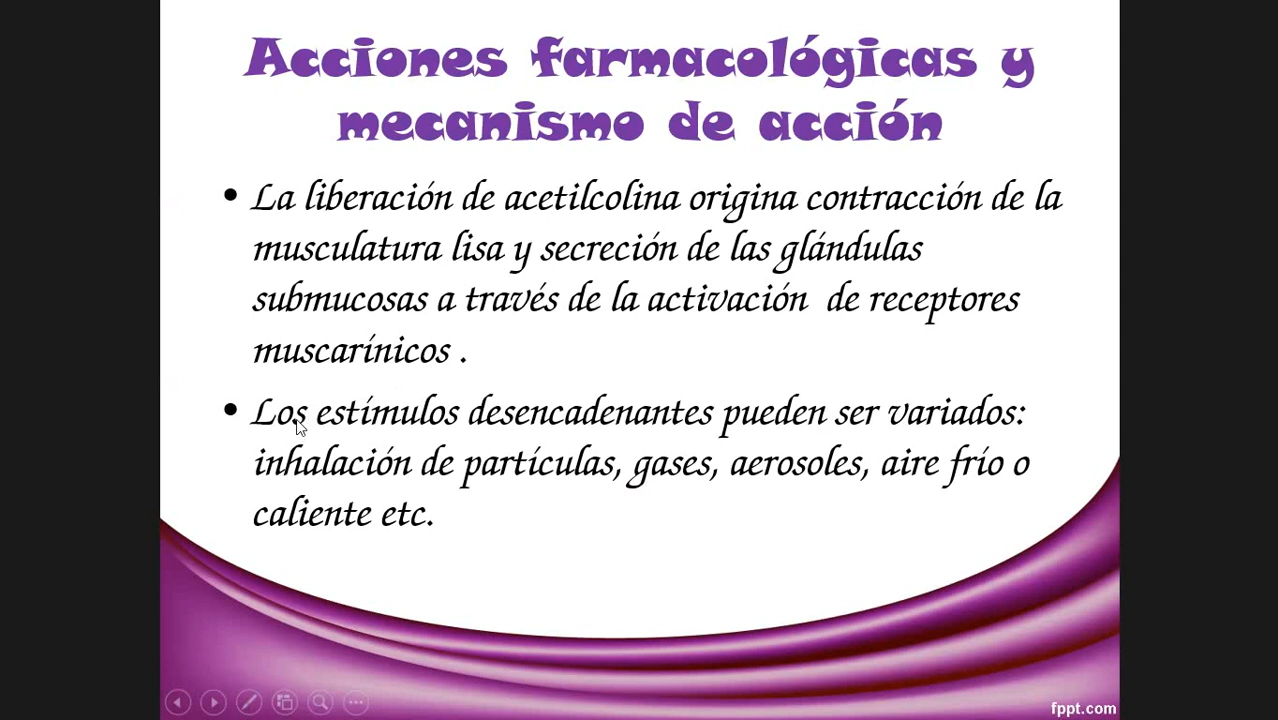 Acciones farmacológicas y
mecanismo de acción
• La liberación de acetilcolina origina contracción de la
musculatura lisa y secreción de las glándulas
submucosas a través de la activación  de receptores
muscarínicos .
• Los estímulos desencadenantes pueden ser variados:
inhalación de partículas, gases, aerosoles, aire frío o
caliente etc.
fppt.com